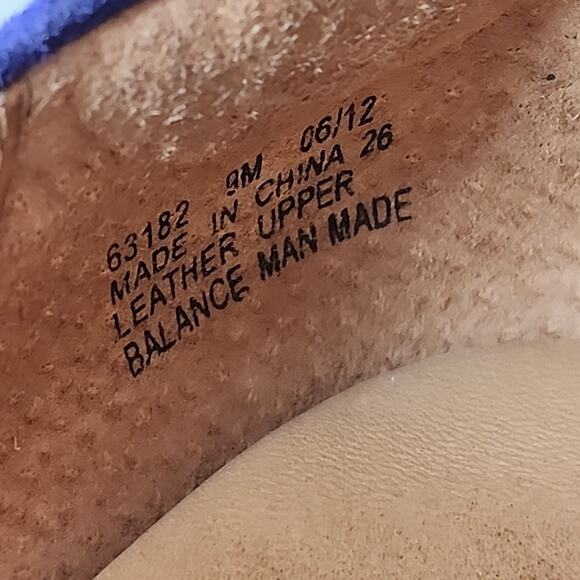 63182 9M 06/12
MADE IN CHINA 26
LEATHER UPPER
BALANCE MAN MADE